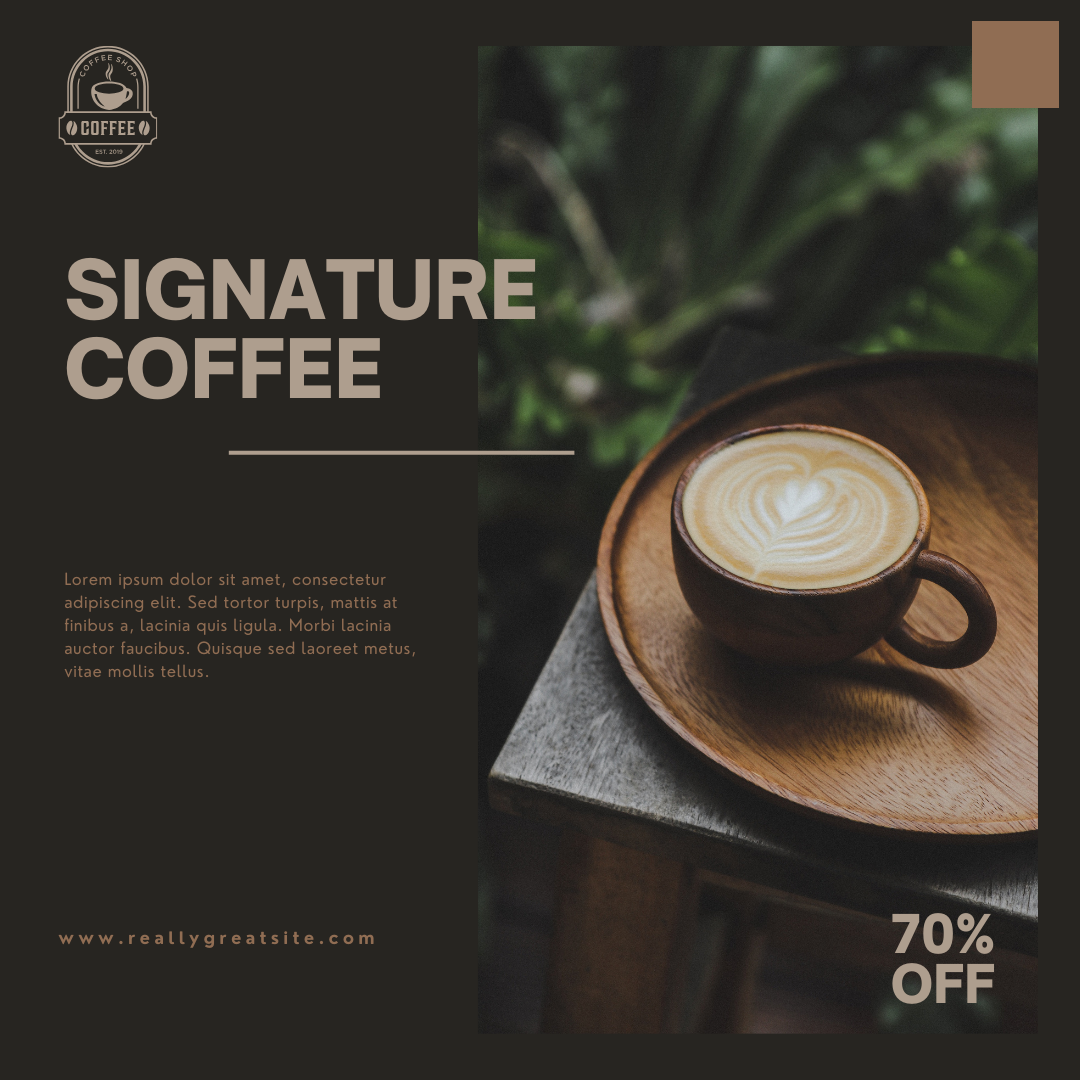 COFFEE SHOP
COFFEE
EST. 2019
SIGNATURE
COFFEE
Lorem ipsum dolor sit amet, consectetur
adipiscing elit. Sed tortor turpis, mattis at
finibus a, lacinia quis ligula. Morbi lacinia
auctor faucibus. Quisque sed laoreet metus,
vitae mollis tellus.
www.reallygreatsite.com
70%
OFF